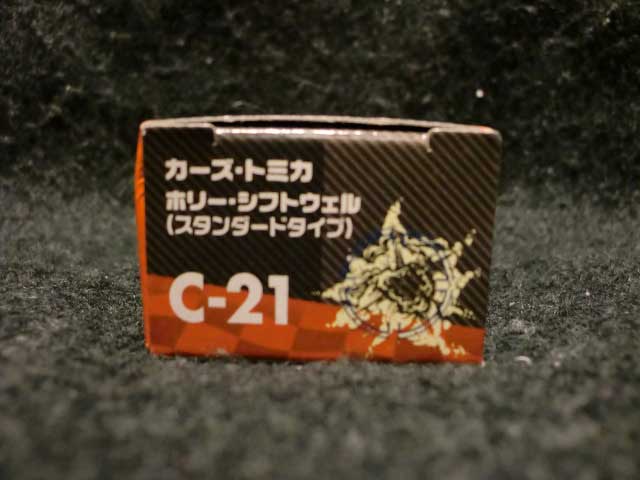 カーズ・トミカ
ホリー・シフトウェル
(スタンダードタイプ)
C-21